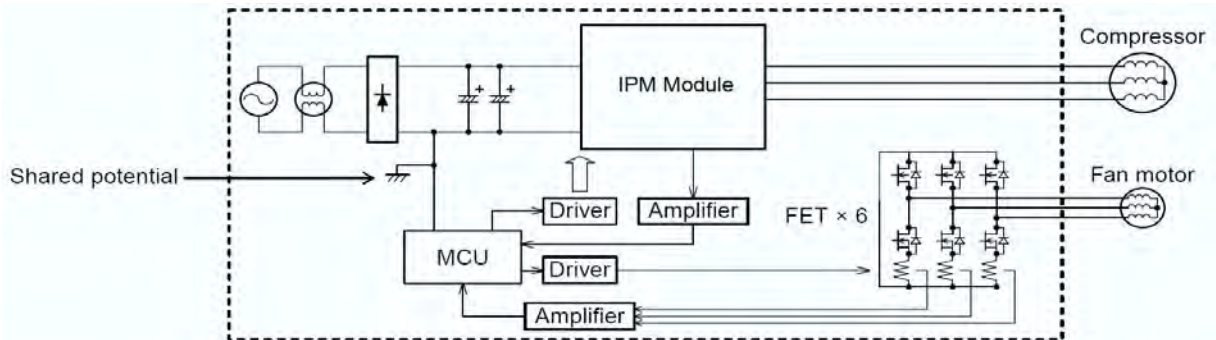 Compressor
IPM Module
Shared potential
Fan motor
Driver
Amplifier
FET × 6
MCU
Driver
Amplifier